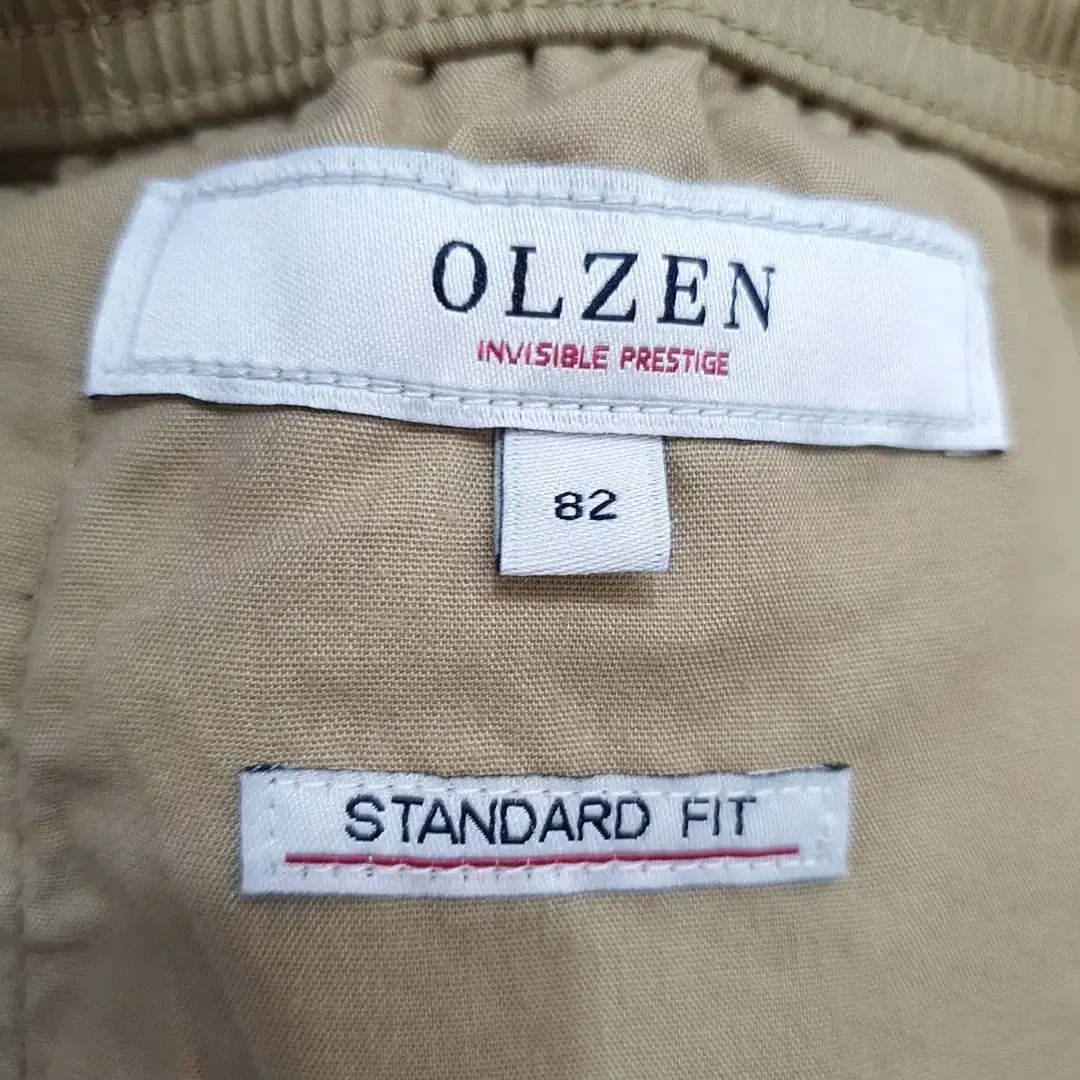 OLZEN
INVISIBLE PRESTIGE
82
STANDARD FIT